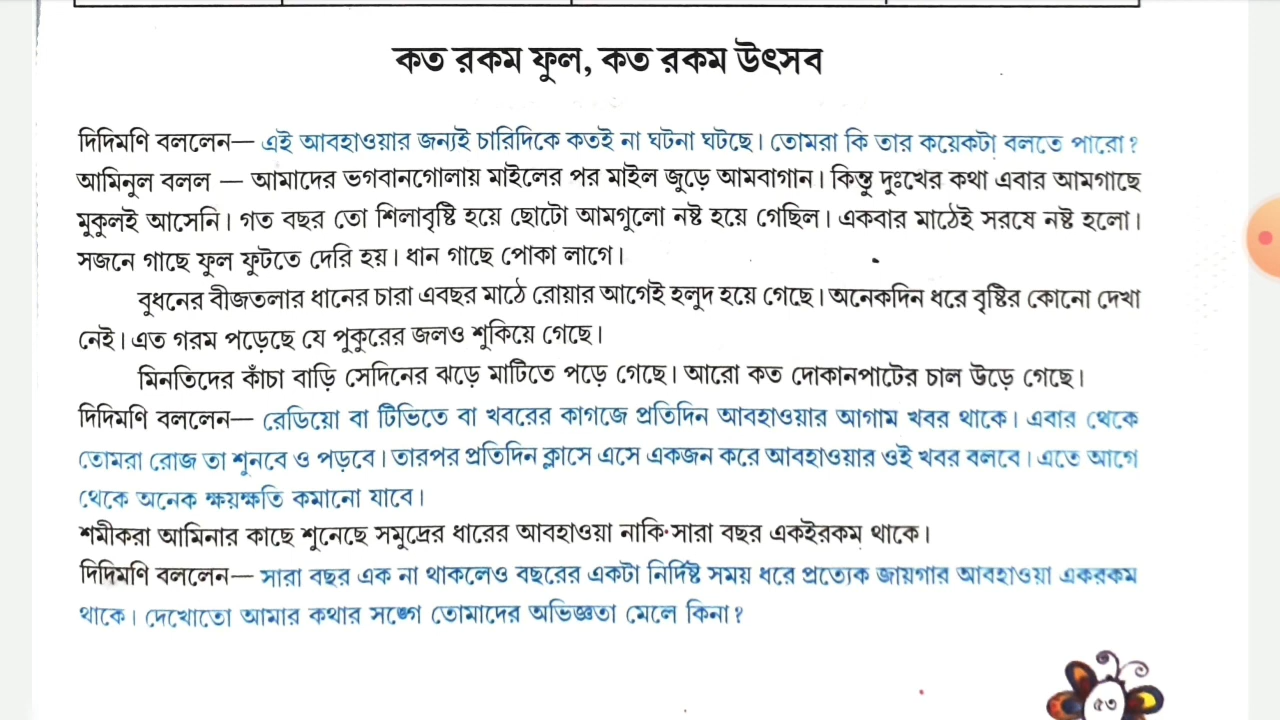 কত রকম ফুল, কত রকম উৎসব
দিদিমণি বললেন— এই আবহাওয়ার জন্যই চারিদিকে কতই না ঘটনা ঘটছে। তোমরা কি তার কয়েকটা বলতে পারো?
আমিনুল বলল — আমাদের ভগবানগোলায় মাইলের পর মাইল জুড়ে আমবাগান। কিন্তু দুঃখের কথা এবার আমগাছে
মুকুলই আসেনি। গত বছর তো শিলাবৃষ্টি হয়ে ছোটো আমগুলো নষ্ট হয়ে গেছিল। একবার মাঠেই সরষে নষ্ট হলো।
সজনে গাছে ফুল ফুটতে দেরি হয়। ধান গাছে পোকা লাগে।
বুধনের বীজতলার ধানের চারা এবছর মাঠে রোয়ার আগেই হলুদ হয়ে গেছে। অনেকদিন ধরে বৃষ্টির কোনো দেখা
নেই। এত গরম পড়েছে যে পুকুরের জলও শুকিয়ে গেছে।
মিনতিদের কাঁচা বাড়ি সেদিনের ঝড়ে মাটিতে পড়ে গেছে। আরো কত দোকানপাটের চাল উড়ে গেছে।
দিদিমণি বললেন— রেডিয়ো বা টিভিতে বা খবরের কাগজে প্রতিদিন আবহাওয়ার আগাম খবর থাকে। এবার থেকে
তোমরা রোজ তা শুনবে ও পড়বে। তারপর প্রতিদিন ক্লাসে এসে একজন করে আবহাওয়ার ওই খবর বলবে। এতে আগে
থেকে অনেক ক্ষয়ক্ষতি কমানো যাবে।
শমীকরা আমিনার কাছে শুনেছে সমুদ্রের ধারের আবহাওয়া নাকি সারা বছর একইরকম থাকে।
দিদিমণি বললেন— সারা বছর এক না থাকলেও বছরের একটা নির্দিষ্ট সময় ধরে প্রত্যেক জায়গার আবহাওয়া একরকম
থাকে। দেখোতো আমার কথার সঙ্গে তোমাদের অভিজ্ঞতা মেলে কিনা?
৫৩